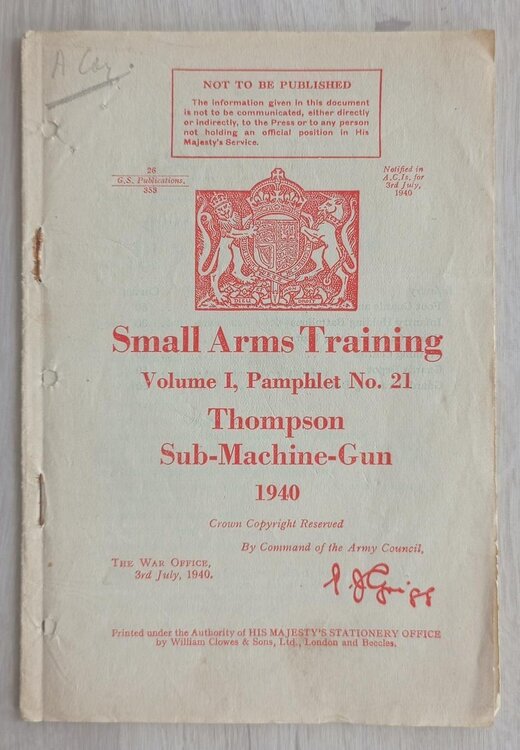 A Coy.
NOT TO BE PUBLISHED
The information given in this document
is not to be communicated, either directly
or indirectly, to the Press or to any person
not holding an official position in His
Majesty's Service.
26
G.S. Publications,
333
Notified in
A.C.Is. for
3rd July,
1940
DIEU ET
Small Arms Training
Volume I, Pamphlet No. 21
Thompson
Sub-Machine-Gun
1940
Crown Copyright Reserved
By Command of the Army Council,
THE WAR OFFICE,
3rd July, 1940.
P. J. Grigg
Printed under the Authority of HIS MAJESTY'S STATIONERY OFFICE
by William Clowes & Sons, Ltd., London and Beccles.